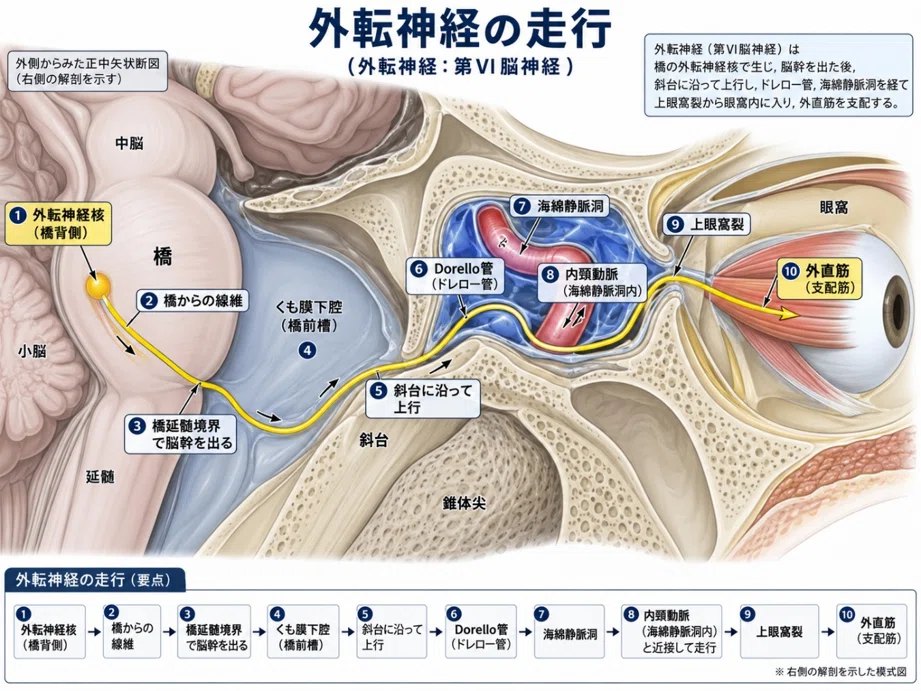 外転神経の走行
(外転神経：第VI脳神経)
外側からみた正中矢状断図
(右側の解剖を示す)
外転神経（第VI脳神経）は
橋の外転神経核で生じ, 脳幹を出た後,
斜台に沿って上行し, ドレロー管, 海綿静脈洞を経て
上眼窩裂から眼窩内に入り, 外直筋を支配する。
中脳
1 外転神経核
(橋背側)
橋
2 橋からの線維
小脳
3 橋延髄境界
で脳幹を出る
延髄
くも膜下腔
(橋前槽)
4
5 斜台に沿って
上行
斜台
錐体尖
6 Dorello管
(ドレロー管)
7 海綿静脈洞
8 内頸動脈
(海綿静脈洞内)
9 上眼窩裂
眼窩
10 外直筋
(支配筋)
外転神経の走行（要点）
1
外転神経核
(橋背側)
2
橋からの
線維
3
橋延髄境界
で脳幹を出る
4
くも膜下腔
(橋前槽)
5
斜台に沿って
上行
6
Dorello管
(ドレロー管)
7
海綿静脈洞
8
内頸動脈
(海綿静脈洞内)
と近接して走行
9
上眼窩裂
10
外直筋
(支配筋)
※ 右側の解剖を示した模式図